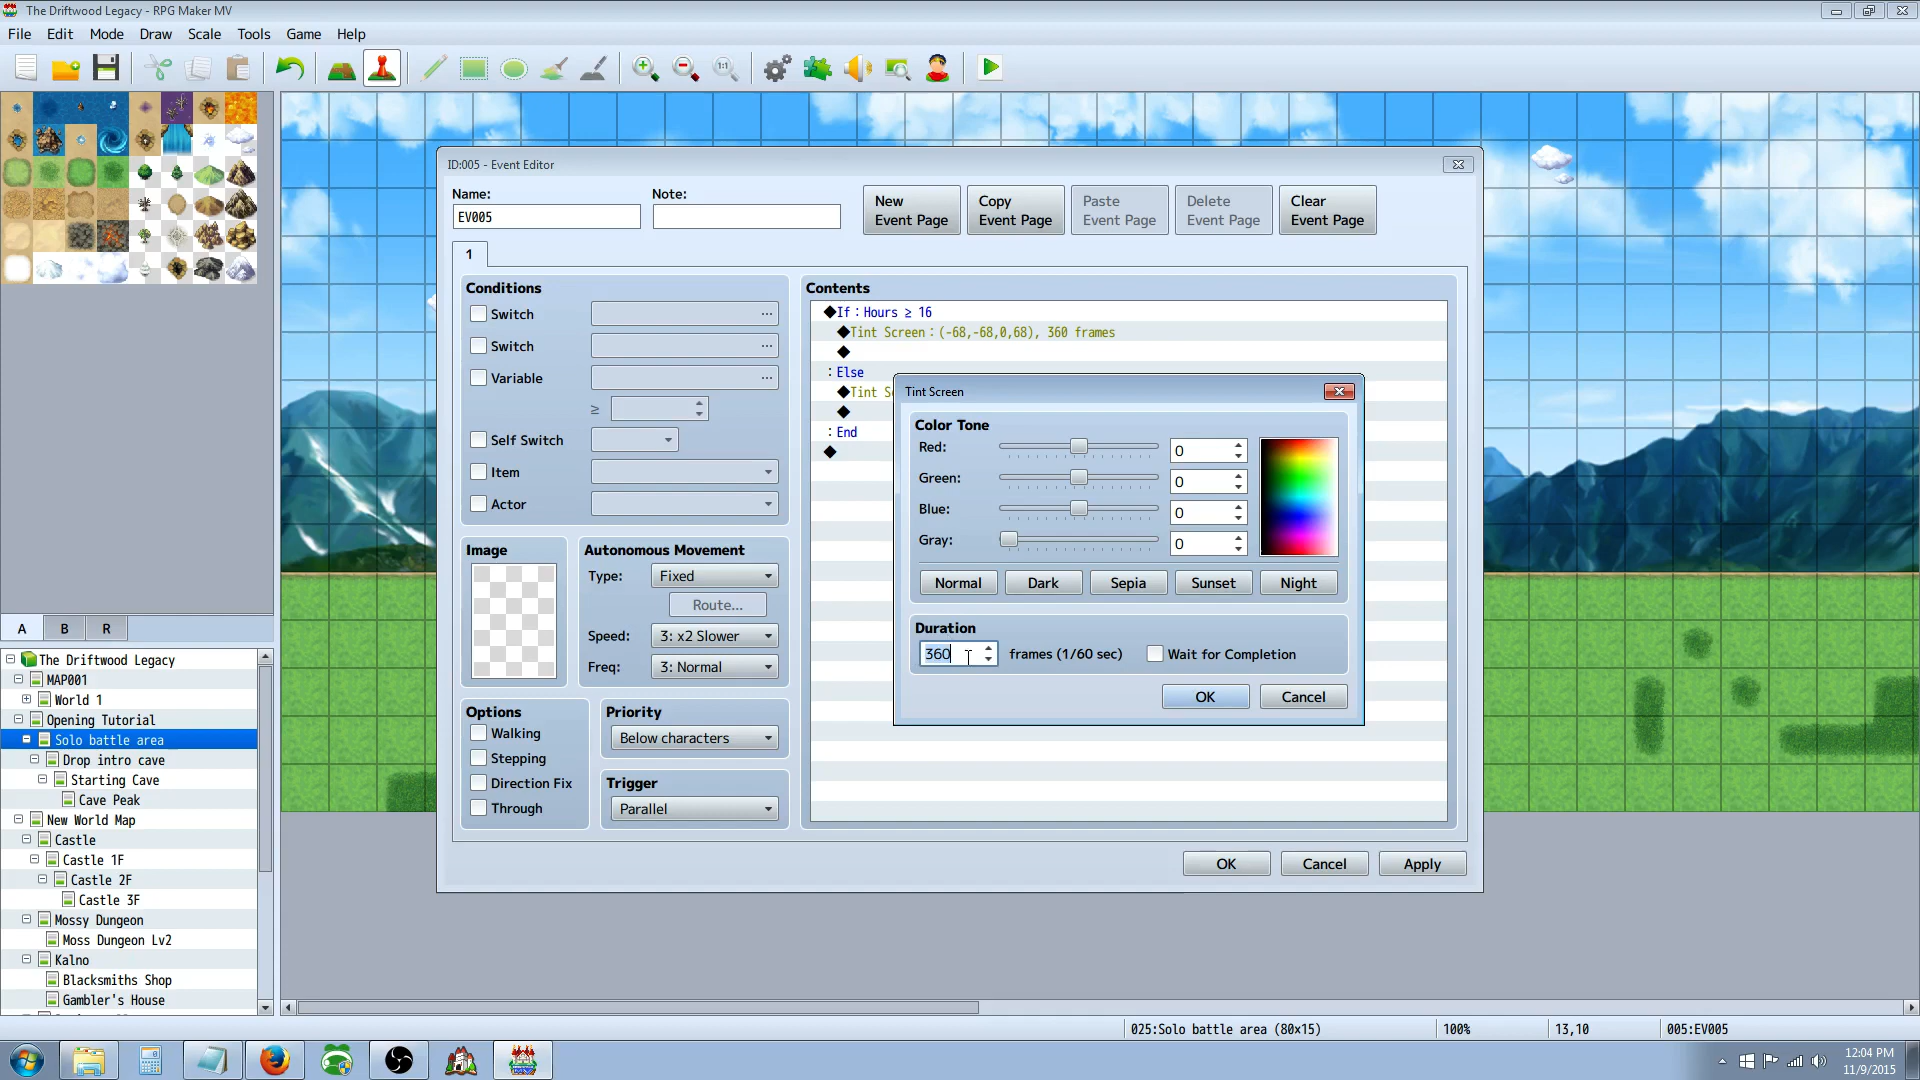 The Driftwood Legacy - RPG Maker MV
File Edit Mode Draw Scale Tools Game Help
1:1
ID:005 - Event Editor
Name:
Note:
EV005
New
Event Page
Copy
Event Page
Paste
Event Page
Delete
Event Page
Clear
Event Page
1
Conditions
Switch
...
Switch
...
Variable
...
≥
Self Switch
Item
Actor
Image
Autonomous Movement
Type: Fixed
Route...
Speed: 3: x2 Slower
Freq: 3: Normal
Options
Walking
Stepping
Direction Fix
Through
Priority
Below characters
Trigger
Parallel
Contents
◆If：Hours ≥ 16
◆Tint Screen：(-68,-68,0,68), 360 frames
◆
：Else
◆Tint
◆
：End
◆
Tint Screen
Color Tone
Red: 0
Green: 0
Blue: 0
Gray: 0
Normal Dark Sepia Sunset Night
Duration
360 frames (1/60 sec) Wait for Completion
OK Cancel
OK Cancel Apply
A B R
The Driftwood Legacy
MAP001
World 1
Opening Tutorial
Solo battle area
Drop intro cave
Starting Cave
Cave Peak
New World Map
Castle
Castle 1F
Castle 2F
Castle 3F
Mossy Dungeon
Moss Dungeon Lv2
Kalno
Blacksmiths Shop
Gambler's House
025:Solo battle area (80x15) 100% 13,10 005:EV005
12:04 PM
11/9/2015